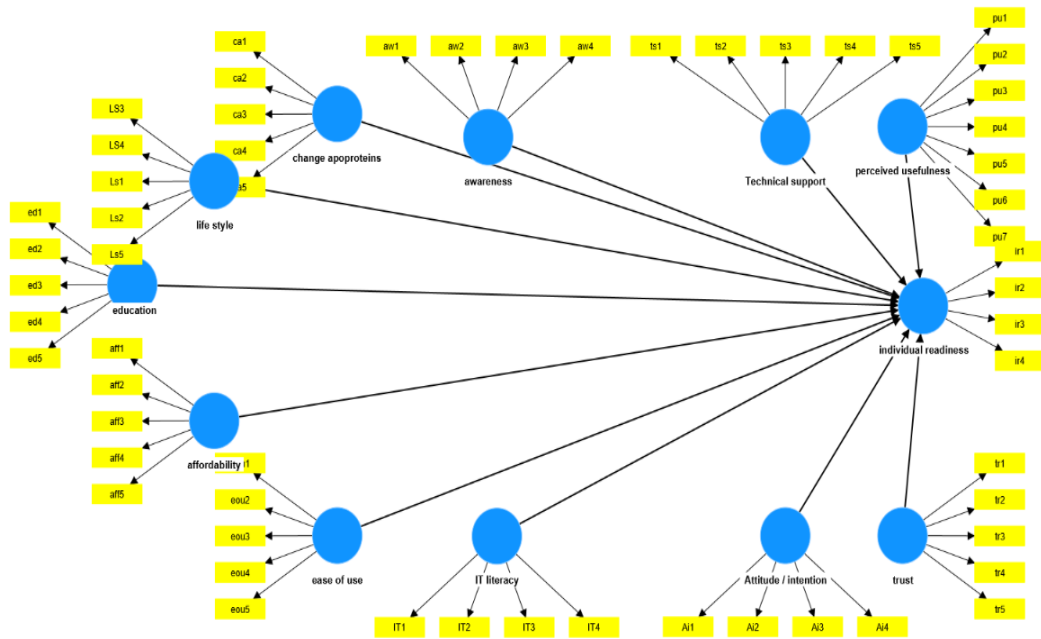 pu1
ca1
aw1
aw2
aw3
aw4
ts1
ts2
ts3
ts4
ts5
pu2
ca2
pu3
LS3
ca3
pu4
LS4
ca4
change apoproteins
awareness
Technical support
perceived usefulness
pu5
Ls1
a5
pu6
Ls2
life style
ed1
pu7
ed2
Ls5
ir1
ed3
education
ir2
ed4
ir3
aff1
individual readiness
ed5
ir4
aff2
aff3
aff4
affordability
1
tr1
aff5
eou2
tr2
eou3
tr3
eou4
ease of use
IT literacy
Attitude / intention
trust
tr4
eou5
tr5
IT1
IT2
IT3
IT4
Ai1
Ai2
Ai3
Ai4